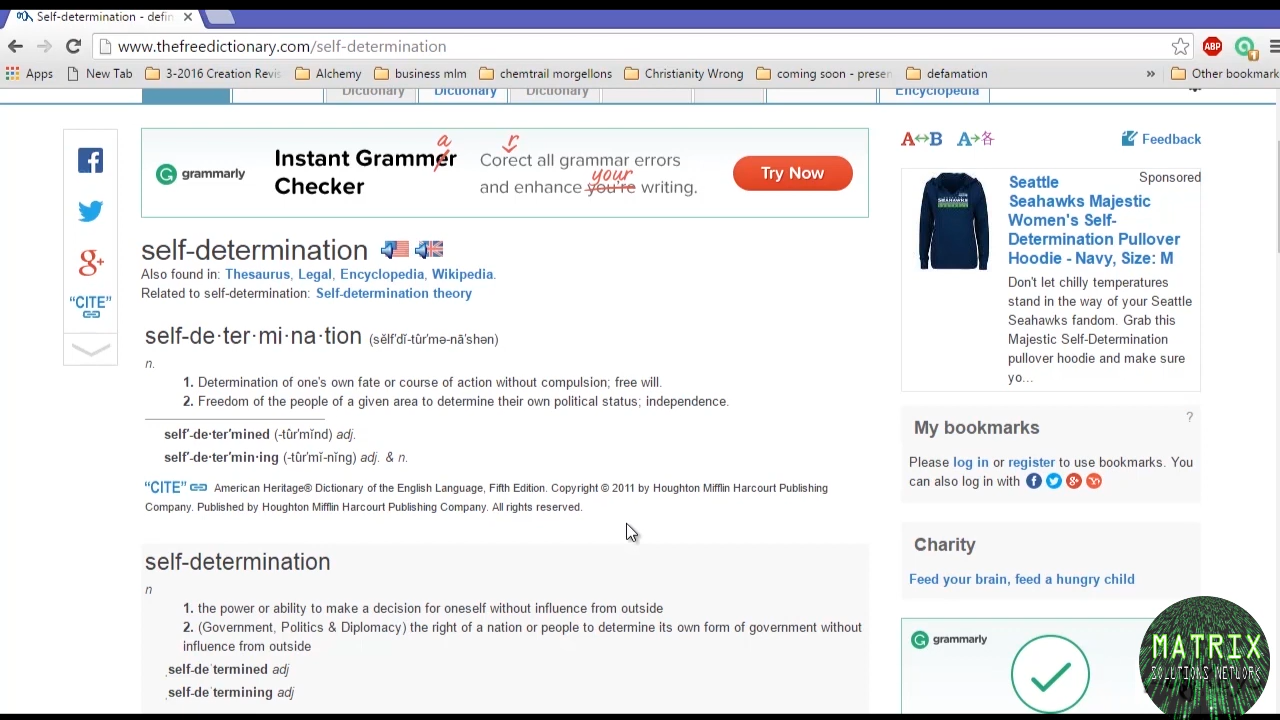 Self-determination - defin
www.thefreedictionary.com/self-determination
ABP
Apps
New Tab
3-2016 Creation Revis
Alchemy
business mlm
chemtrail morgellons
Christianity Wrong
coming soon - presen
defamation
»
Other bookmark
Dictionary
Dictionary
Dictionary
Encyclopedia
grammarly
Instant Grammer
a
Checker
r
Corect all grammar errors
your
and enhance you're writing.
Try Now
A↔B
A→各
Feedback
Sponsored
Seattle
Seahawks Majestic
Women's Self-
Determination Pullover
Hoodie - Navy, Size: M
Don't let chilly temperatures
stand in the way of your Seattle
Seahawks fandom. Grab this
Majestic Self-Determination
pullover hoodie and make sure
yo...
g+
“CITE”
self-determination
Also found in: Thesaurus, Legal, Encyclopedia, Wikipedia.
Related to self-determination: Self-determination theory
self-de·ter·mi·na·tion (sĕlf′dĭ-tûr′mə-nā′shən)
n.
1. Determination of one's own fate or course of action without compulsion; free will.
2. Freedom of the people of a given area to determine their own political status; independence.
self′-de·ter′mined (-tûr′mĭnd) adj.
self′-de·ter′min·ing (-tûr′mĭ-nĭng) adj. & n.
“CITE” American Heritage® Dictionary of the English Language, Fifth Edition. Copyright © 2011 by Houghton Mifflin Harcourt Publishing
Company. Published by Houghton Mifflin Harcourt Publishing Company. All rights reserved.
self-determination
n
1. the power or ability to make a decision for oneself without influence from outside
2. (Government, Politics & Diplomacy) the right of a nation or people to determine its own form of government without
influence from outside
ˌself-deˈtermined adj
ˌself-deˈtermining adj
My bookmarks
?
Please log in or register to use bookmarks. You
can also log in with
Charity
Feed your brain, feed a hungry child
grammarly
MATRIX
SOLUTIONS NETWORK